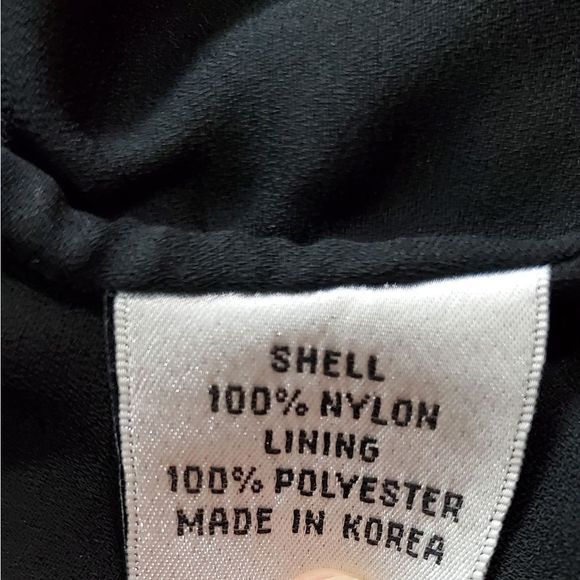 SHELL
100% NYLON
LINING
100% POLYESTER
MADE IN KOREA